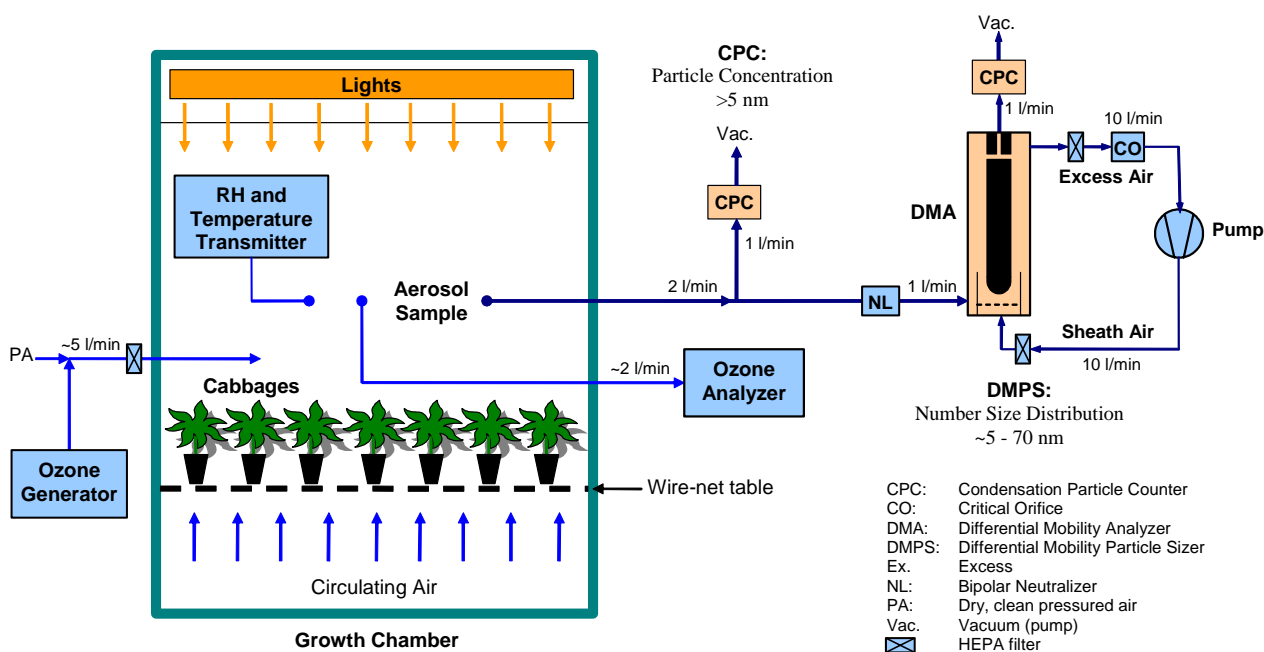 Lights
RH and
Temperature
Transmitter
Aerosol
Sample
PA
~5 l/min
Cabbages
Ozone
Generator
Wire-net table
Circulating Air
Growth Chamber
CPC:
Particle Concentration
>5 nm
Vac.
CPC
1 l/min
2 l/min
NL
1 l/min
~2 l/min
Ozone
Analyzer
Vac.
CPC
1 l/min
10 l/min
CO
Excess Air
DMA
Pump
Sheath Air
10 l/min
DMPS:
Number Size Distribution
~5 - 70 nm
CPC: Condensation Particle Counter
CO: Critical Orifice
DMA: Differential Mobility Analyzer
DMPS: Differential Mobility Particle Sizer
Ex. Excess
NL: Bipolar Neutralizer
PA: Dry, clean pressured air
Vac. Vacuum (pump)
HEPA filter